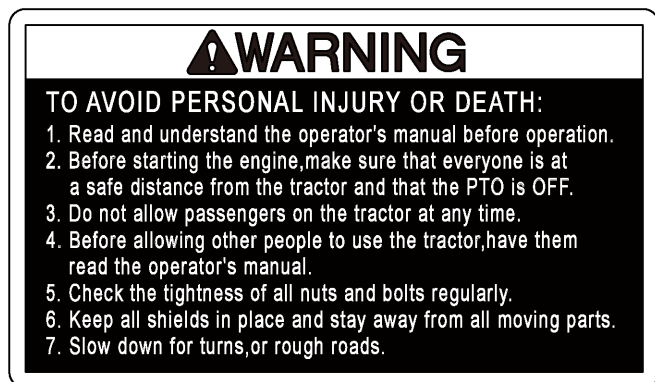 WARNING
TO AVOID PERSONAL INJURY OR DEATH:
1. Read and understand the operator's manual before operation.
2. Before starting the engine,make sure that everyone is at
a safe distance from the tractor and that the PTO is OFF.
3. Do not allow passengers on the tractor at any time.
4. Before allowing other people to use the tractor,have them
read the operator's manual.
5. Check the tightness of all nuts and bolts regularly.
6. Keep all shields in place and stay away from all moving parts.
7. Slow down for turns,or rough roads.